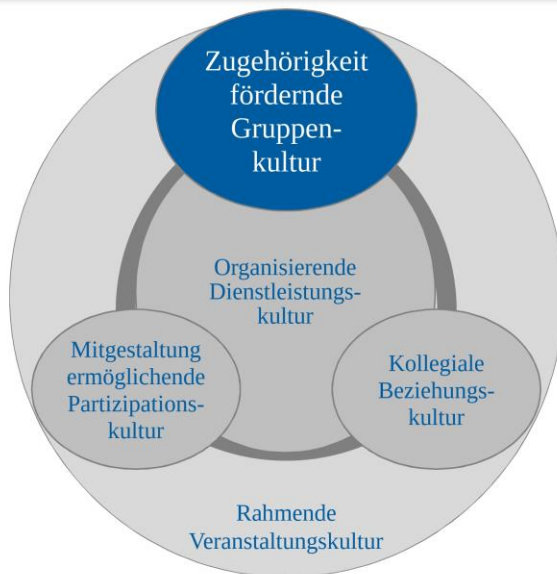 Zugehörigkeit
fördernde
Gruppen-
kultur
Organisierende
Dienstleistungs-
kultur
Mitgestaltung
ermöglichende
Partizipations-
kultur
Kollegiale
Beziehungs-
kultur
Rahmende
Veranstaltungskultur